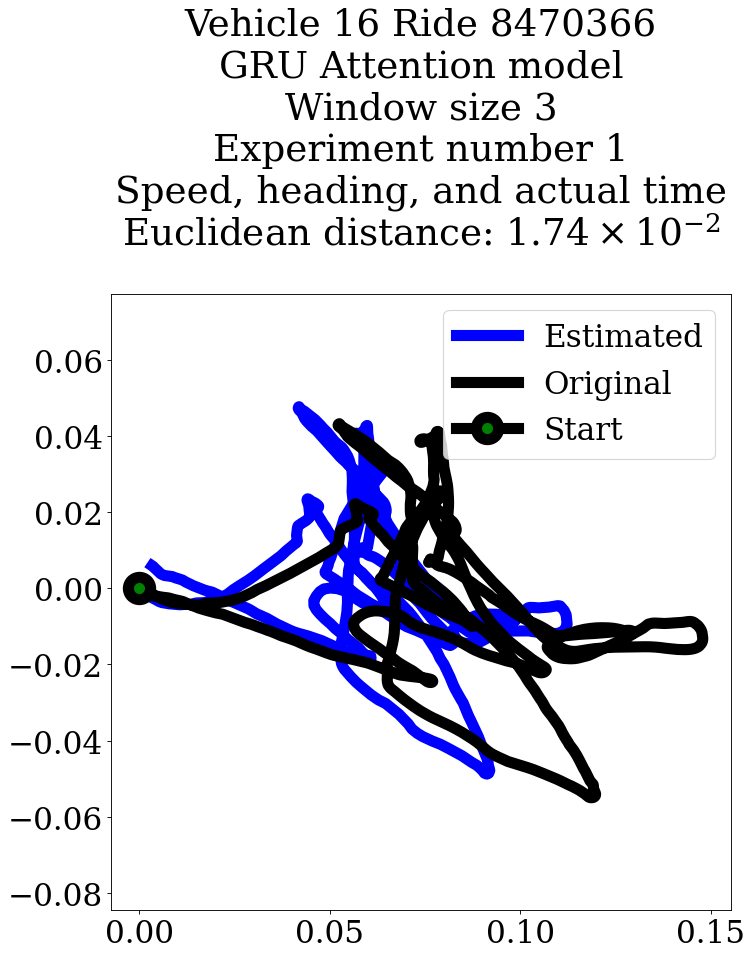 Vehicle 16 Ride 8470366
GRU Attention model
Window size 3
Experiment number 1
Speed, heading, and actual time
Euclidean distance: 1.74 × 10⁻²
Estimated
Original
Start
0.06
0.04
0.02
0.00
−0.02
−0.04
−0.06
−0.08
0.00 0.05 0.10 0.15